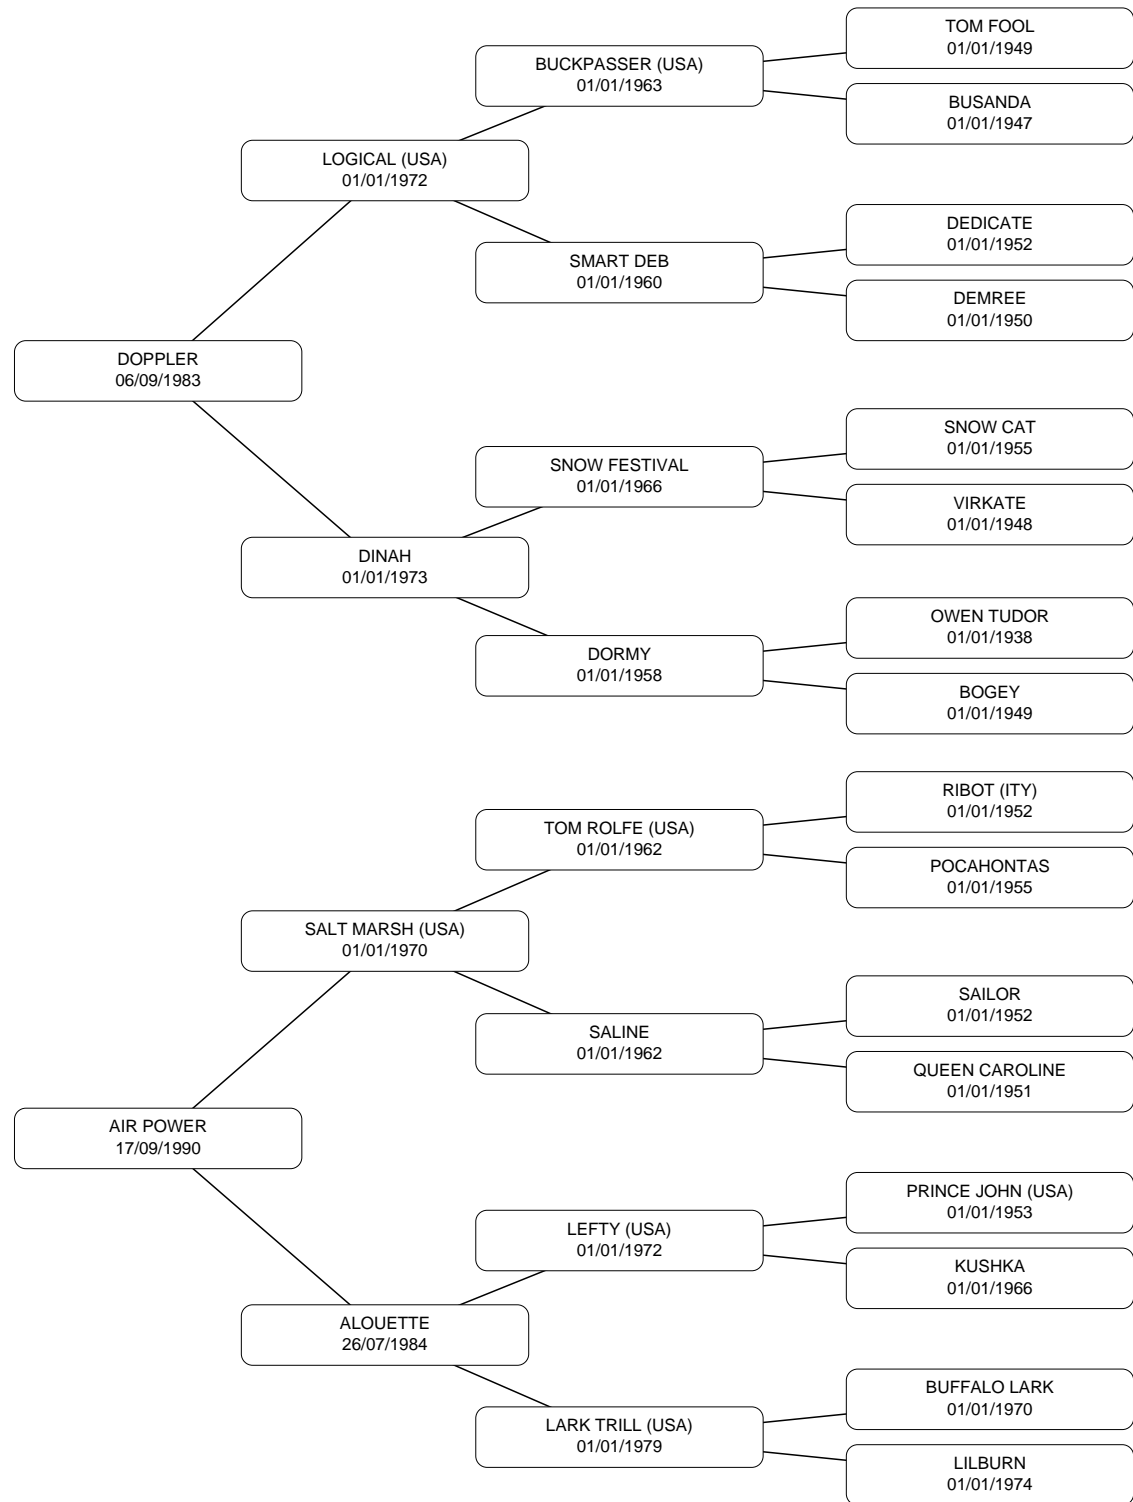 TOM FOOL
01/01/1949
BUCKPASSER (USA)
01/01/1963
BUSANDA
01/01/1947
LOGICAL (USA)
01/01/1972
DEDICATE
01/01/1952
SMART DEB
01/01/1960
DEMREE
01/01/1950
DOPPLER
06/09/1983
SNOW CAT
01/01/1955
SNOW FESTIVAL
01/01/1966
VIRKATE
01/01/1948
DINAH
01/01/1973
OWEN TUDOR
01/01/1938
DORMY
01/01/1958
BOGEY
01/01/1949
RIBOT (ITY)
01/01/1952
TOM ROLFE (USA)
01/01/1962
POCAHONTAS
01/01/1955
SALT MARSH (USA)
01/01/1970
SAILOR
01/01/1952
SALINE
01/01/1962
QUEEN CAROLINE
01/01/1951
AIR POWER
17/09/1990
PRINCE JOHN (USA)
01/01/1953
LEFTY (USA)
01/01/1972
KUSHKA
01/01/1966
ALOUETTE
26/07/1984
BUFFALO LARK
01/01/1970
LARK TRILL (USA)
01/01/1979
LILBURN
01/01/1974